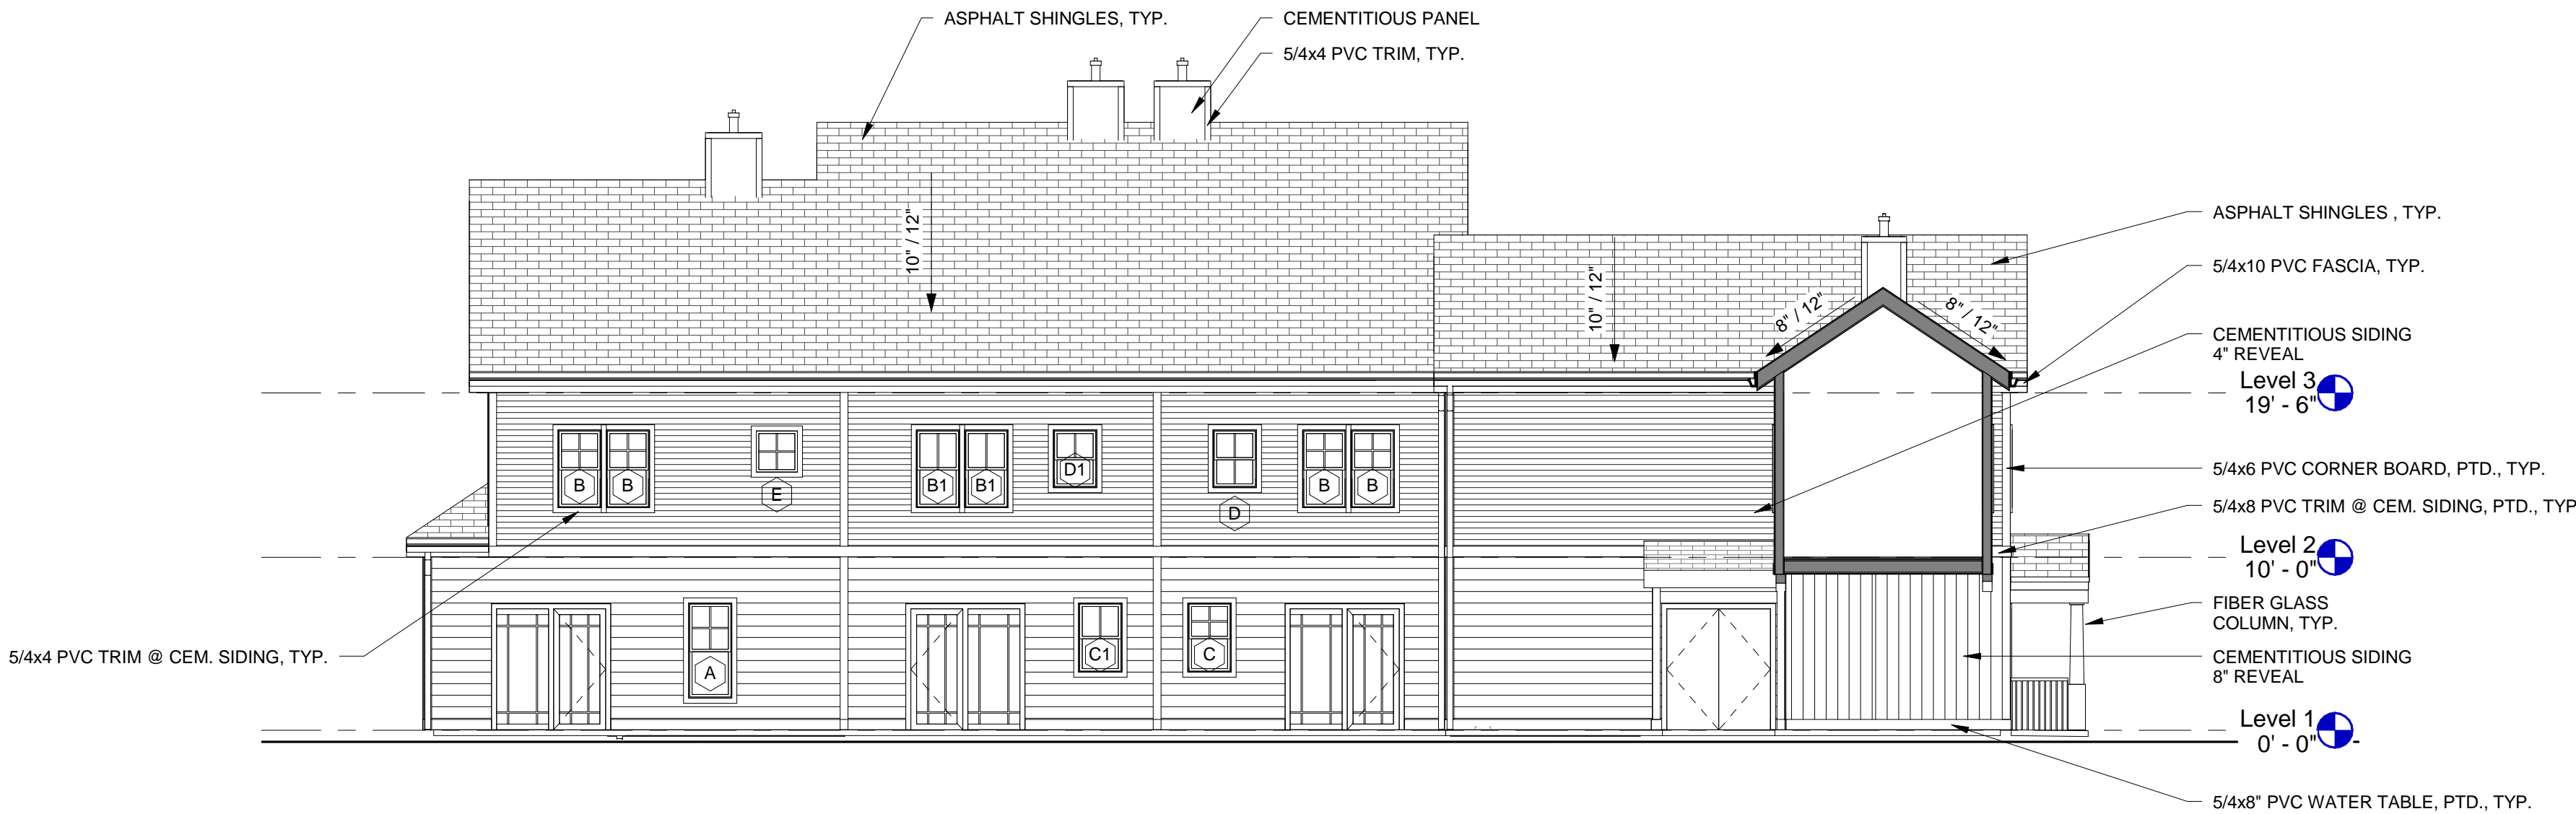 ASPHALT SHINGLES, TYP.
CEMENTITIOUS PANEL
5/4x4 PVC TRIM, TYP.
10" / 12"
10" / 12"
8" / 12"
8" / 12"
ASPHALT SHINGLES , TYP.
5/4x10 PVC FASCIA, TYP.
CEMENTITIOUS SIDING
4" REVEAL
Level 3
19' - 6"
B
B
E
B1
B1
D1
D
B
B
5/4x6 PVC CORNER BOARD, PTD., TYP.
5/4x8 PVC TRIM @ CEM. SIDING, PTD., TYP
Level 2
10' - 0"
FIBER GLASS
COLUMN, TYP.
5/4x4 PVC TRIM @ CEM. SIDING, TYP.
A
C1
C
CEMENTITIOUS SIDING
8" REVEAL
Level 1
0' - 0"
5/4x8" PVC WATER TABLE, PTD., TYP.